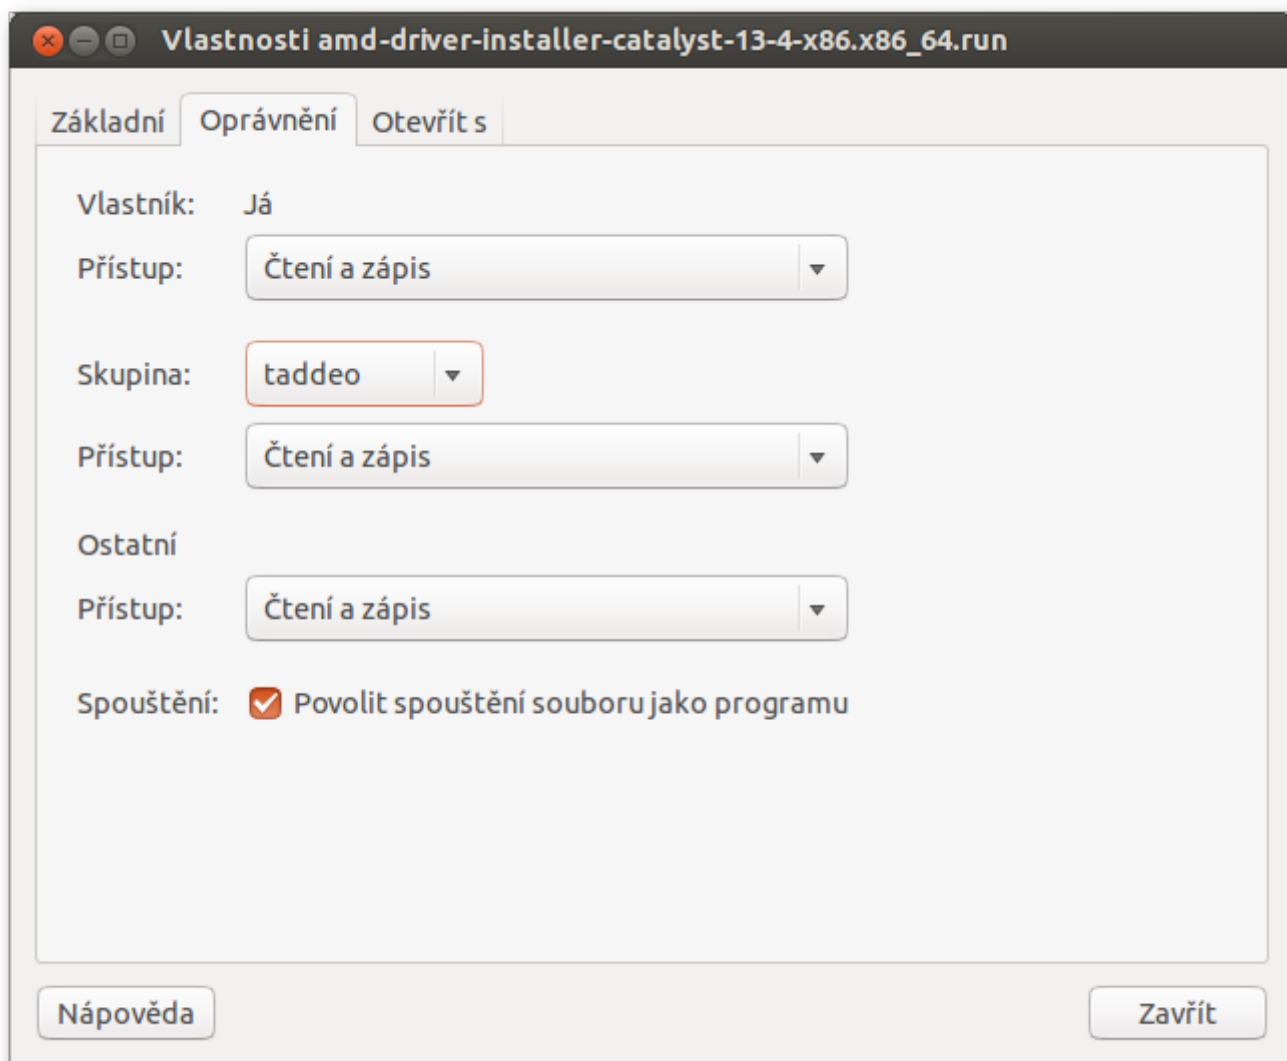 Vlastnosti amd-driver-installer-catalyst-13-4-x86.x86_64.run
Základní Oprávnění Otevřít s
Vlastník: Já
Přístup: Čtení a zápis
Skupina: taddeo
Přístup: Čtení a zápis
Ostatní
Přístup: Čtení a zápis
Spouštění: Povolit spouštění souboru jako programu
Nápověda Zavřít